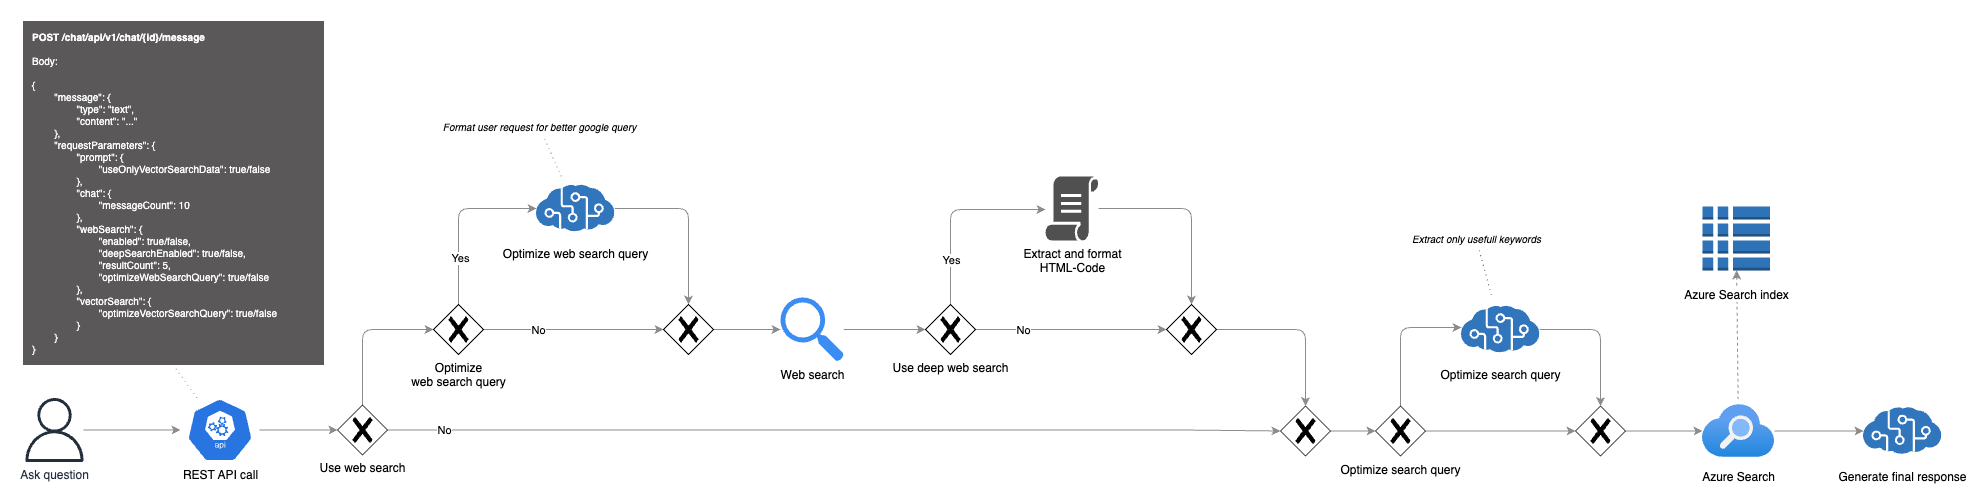 POST /chat/api/v1/chat/{id}/message
Body:
{
"message": {
"type": "text",
"content": "..."
},
"requestParameters": {
"prompt": {
"useOnlyVectorSearchData": true/false
},
"chat": {
"messageCount": 10
},
"webSearch": {
"enabled": true/false,
"deepSearchEnabled": true/false,
"resultCount": 5,
"optimizeWebSearchQuery": true/false
},
"vectorSearch": {
"optimizeVectorSearchQuery": true/false
}
}
}
Ask question
api
REST API call
Use web search
No
Yes
Optimize
web search query
Format user request for better google query
Optimize web search query
No
Web search
Use deep web search
Yes
No
Extract and format
HTML-Code
Optimize search query
Extract only usefull keywords
Optimize search query
Azure Search index
Azure Search
Generate final response